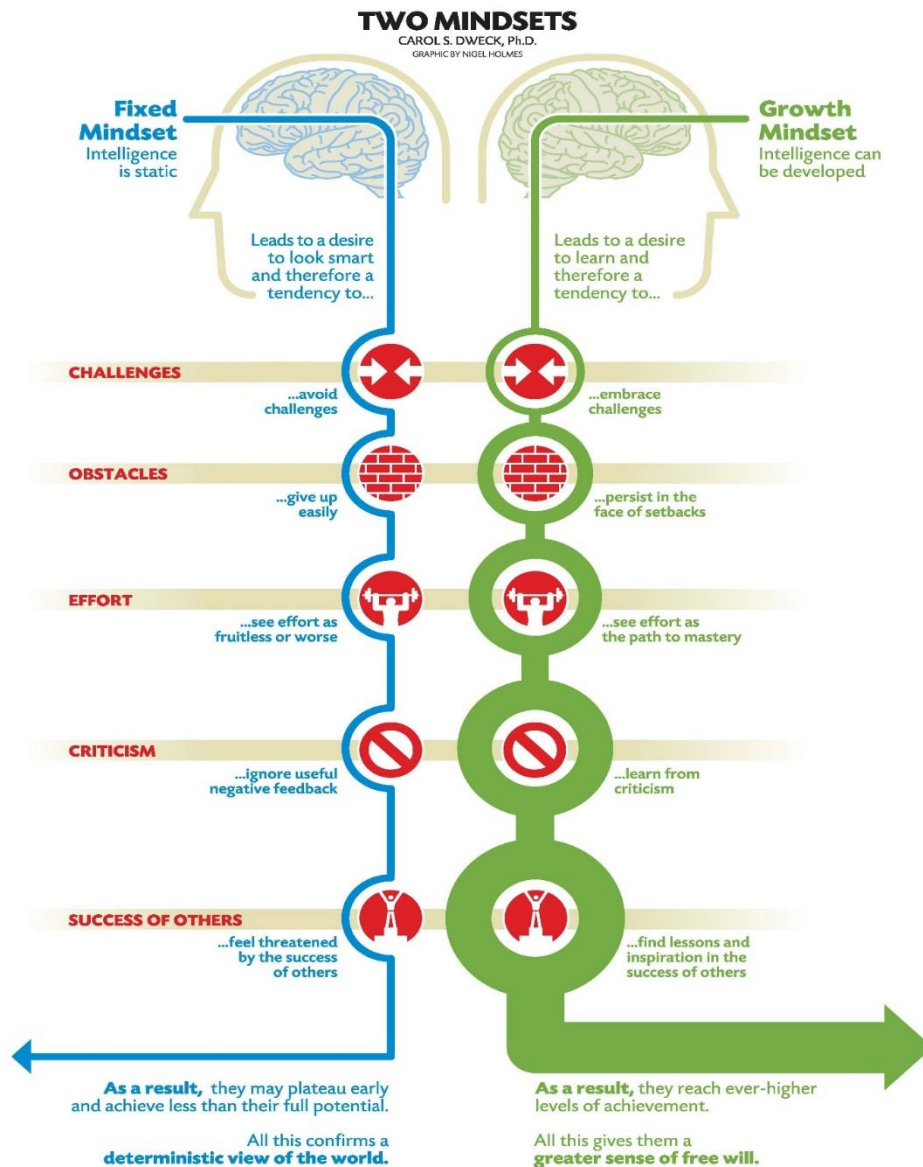 TWO MINDSETS
CAROL S. DWECK, Ph.D.
GRAPHIC BY NIGEL HOLMES
Fixed
Mindset
Intelligence
is static
Growth
Mindset
Intelligence can
be developed
Leads to a desire
to look smart
and therefore a
tendency to...
Leads to a desire
to learn and
therefore a
tendency to...
CHALLENGES
...avoid
challenges
...embrace
challenges
OBSTACLES
...give up
easily
...persist in the
face of setbacks
EFFORT
...see effort as
fruitless or worse
...see effort as
the path to mastery
CRITICISM
...ignore useful
negative feedback
...learn from
criticism
SUCCESS OF OTHERS
...feel threatened
by the success
of others
...find lessons and
inspiration in the
success of others
As a result, they may plateau early
and achieve less than their full potential.
All this confirms a
deterministic view of the world.
As a result, they reach ever-higher
levels of achievement.
All this gives them a
greater sense of free will.